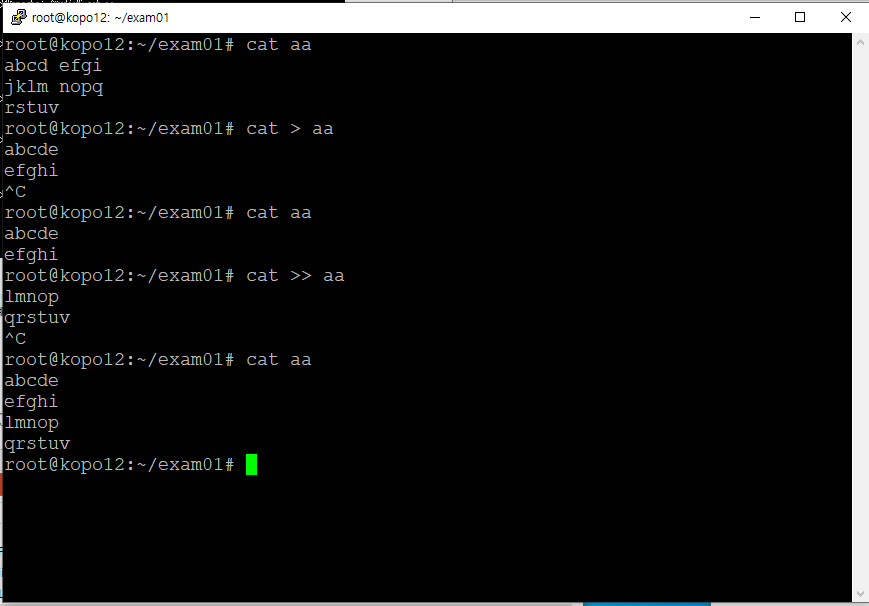 root@kopo12: ~/exam01
root@kopo12:~/exam01# cat aa
abcd efgi
jklm nopq
rstuv
root@kopo12:~/exam01# cat > aa
abcde
efghi
^C
root@kopo12:~/exam01# cat aa
abcde
efghi
root@kopo12:~/exam01# cat >> aa
lmnop
qrstuv
^C
root@kopo12:~/exam01# cat aa
abcde
efghi
lmnop
qrstuv
root@kopo12:~/exam01#